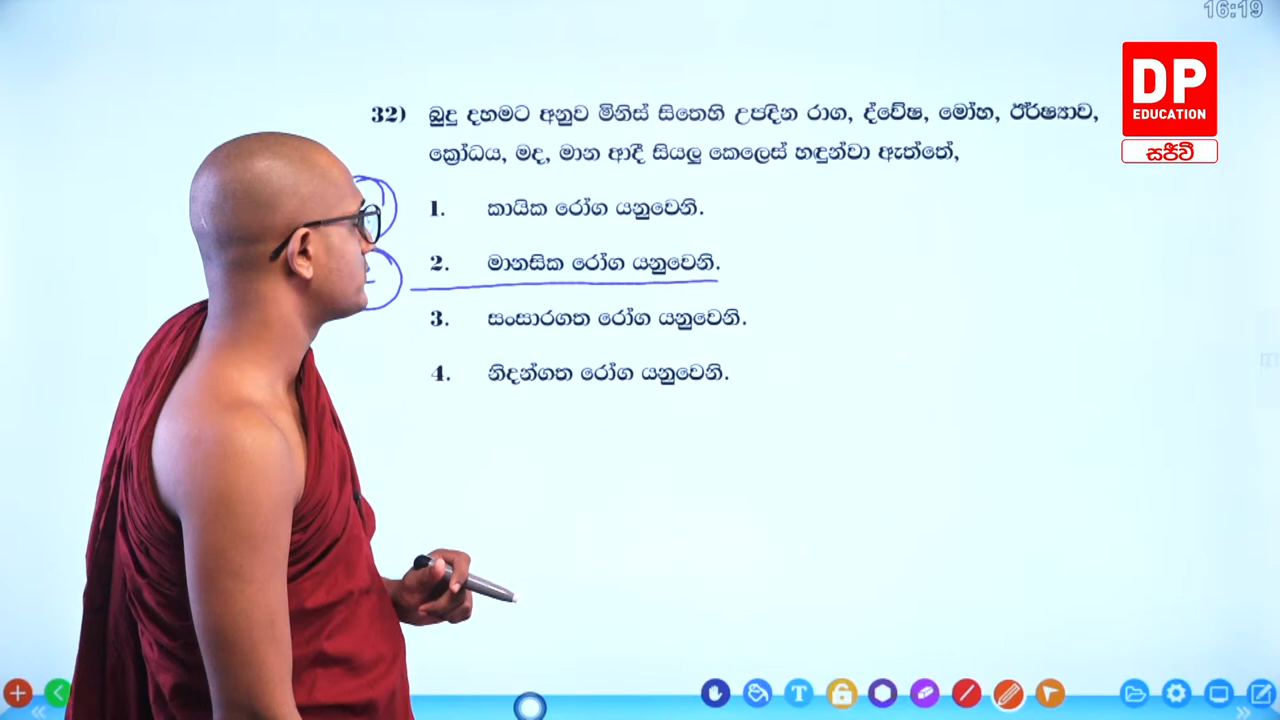 16:19
DP
EDUCATION
සජීවී
32) බුදු දහමට අනුව මිනිස් සිතෙහි උපදින රාග, ද්වේෂ, මෝහ, ඊර්ෂ්‍යාව,
ක්‍රෝධය, මද, මාන ආදී සියලු කෙලෙස් හඳුන්වා ඇත්තේ,
1. කායික රෝග යනුවෙනි.
2. මානසික රෝග යනුවෙනි.
3. සංසාරගත රෝග යනුවෙනි.
4. නිදන්ගත රෝග යනුවෙනි.